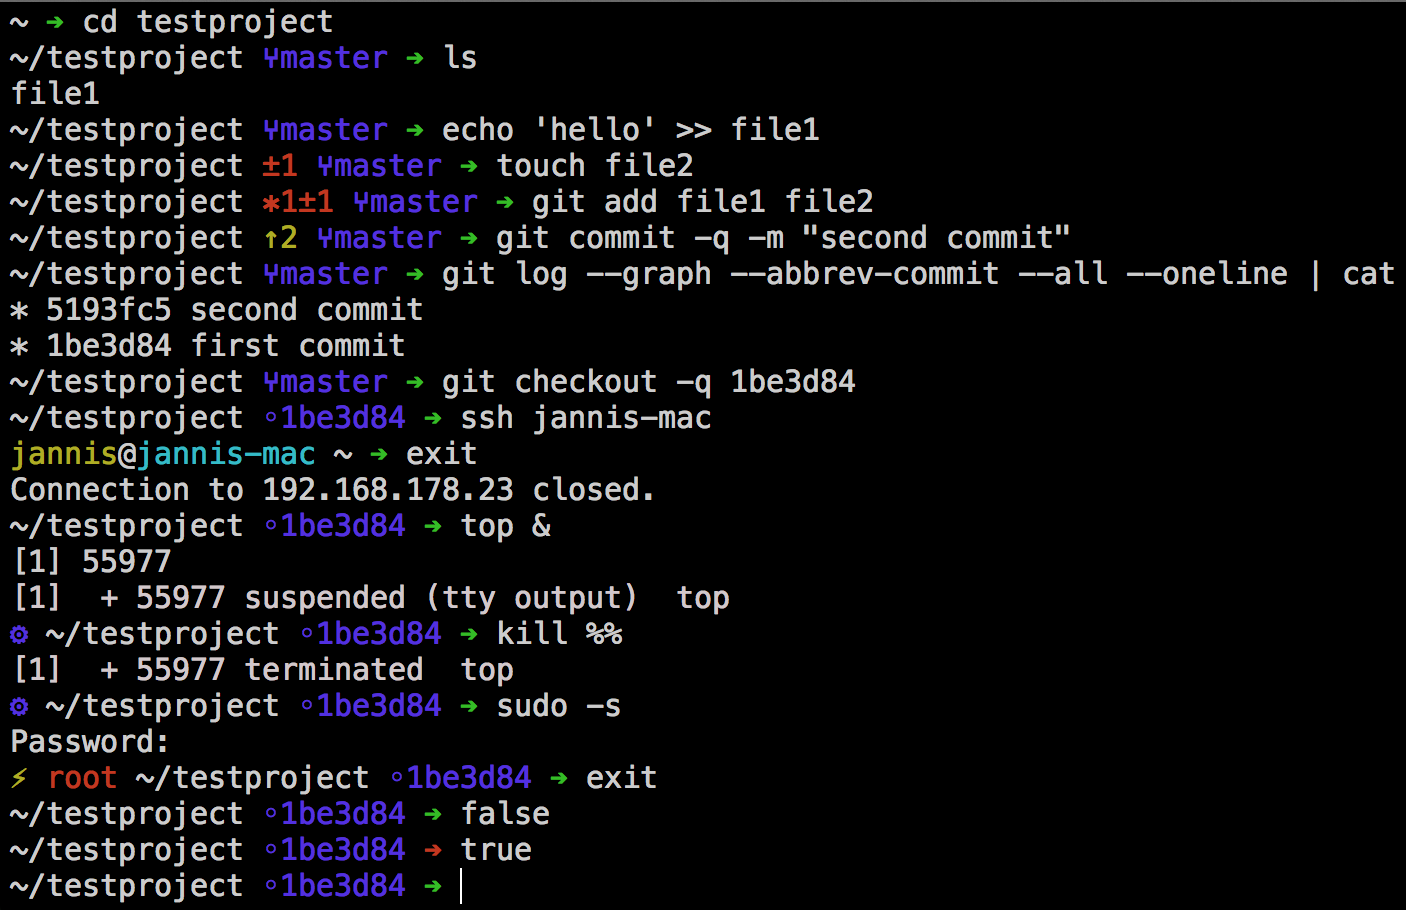 ~ ➜ cd testproject
~/testproject ⑂master ➜ ls
file1
~/testproject ⑂master ➜ echo 'hello' >> file1
~/testproject ±1 ⑂master ➜ touch file2
~/testproject ∗1±1 ⑂master ➜ git add file1 file2
~/testproject ↑2 ⑂master ➜ git commit -q -m "second commit"
~/testproject ⑂master ➜ git log --graph --abbrev-commit --all --oneline | cat
* 5193fc5 second commit
* 1be3d84 first commit
~/testproject ⑂master ➜ git checkout -q 1be3d84
~/testproject ◦1be3d84 ➜ ssh jannis-mac
jannis@jannis-mac ~ ➜ exit
Connection to 192.168.178.23 closed.
~/testproject ◦1be3d84 ➜ top &
[1] 55977
[1]  + 55977 suspended (tty output)  top
⚙ ~/testproject ◦1be3d84 ➜ kill %%
[1]  + 55977 terminated  top
⚙ ~/testproject ◦1be3d84 ➜ sudo -s
Password:
⚡ root ~/testproject ◦1be3d84 ➜ exit
~/testproject ◦1be3d84 ➜ false
~/testproject ◦1be3d84 ➜ true
~/testproject ◦1be3d84 ➜